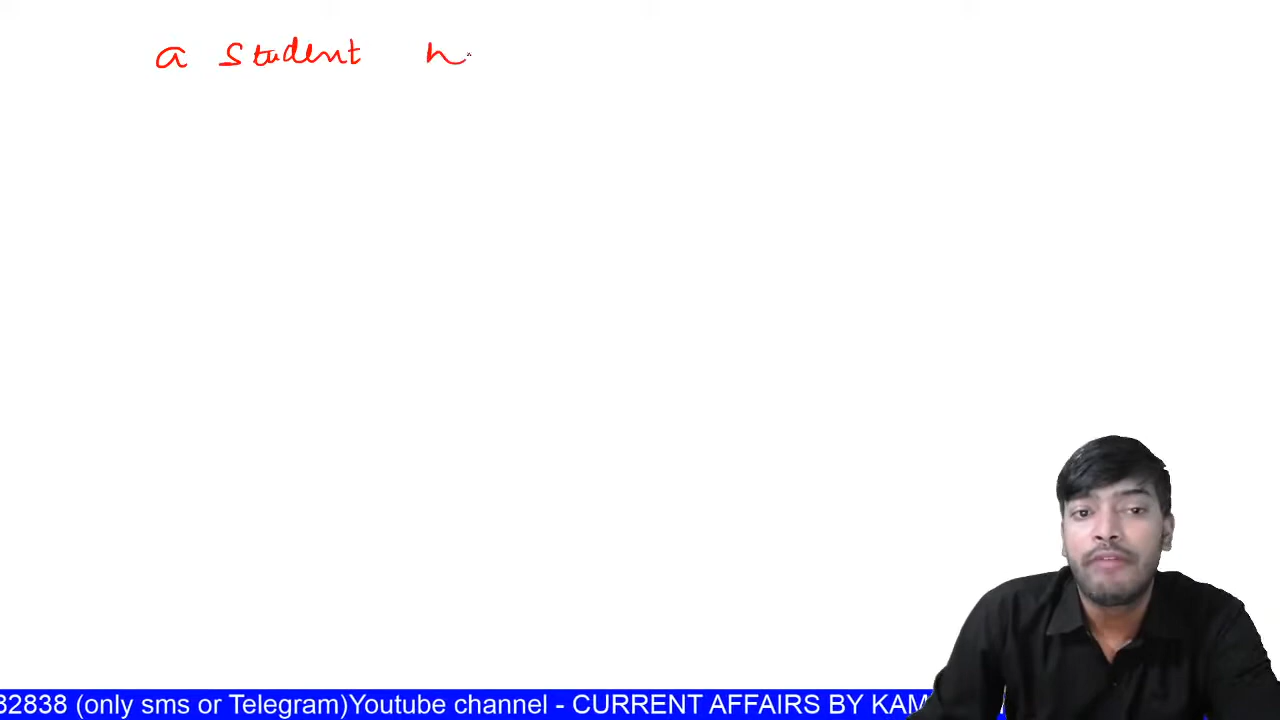 a student h
32838 (only sms or Telegram)Youtube channel - CURRENT AFFAIRS BY KAM